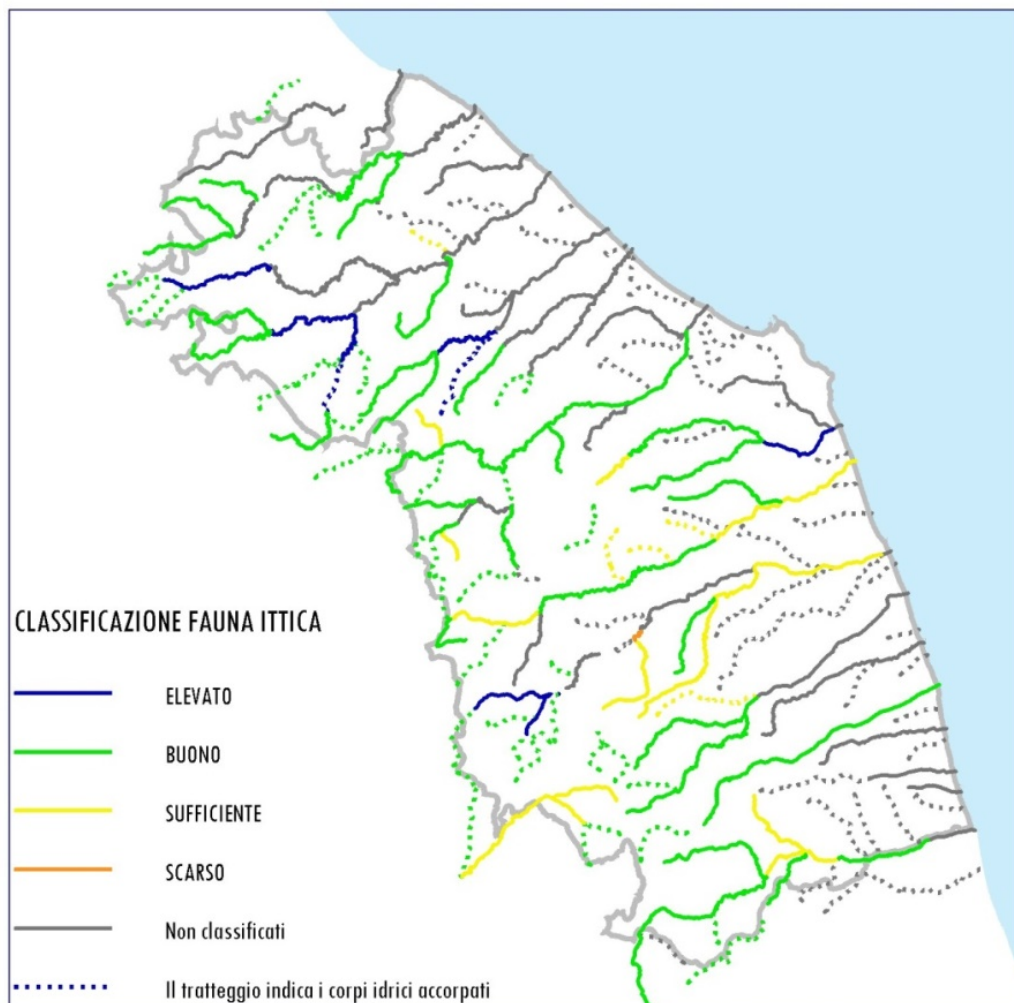 CLASSIFICAZIONE FAUNA ITTICA
ELEVATO
BUONO
SUFFICIENTE
SCARSO
Non classificati
Il tratteggio indica i corpi idrici accorpati